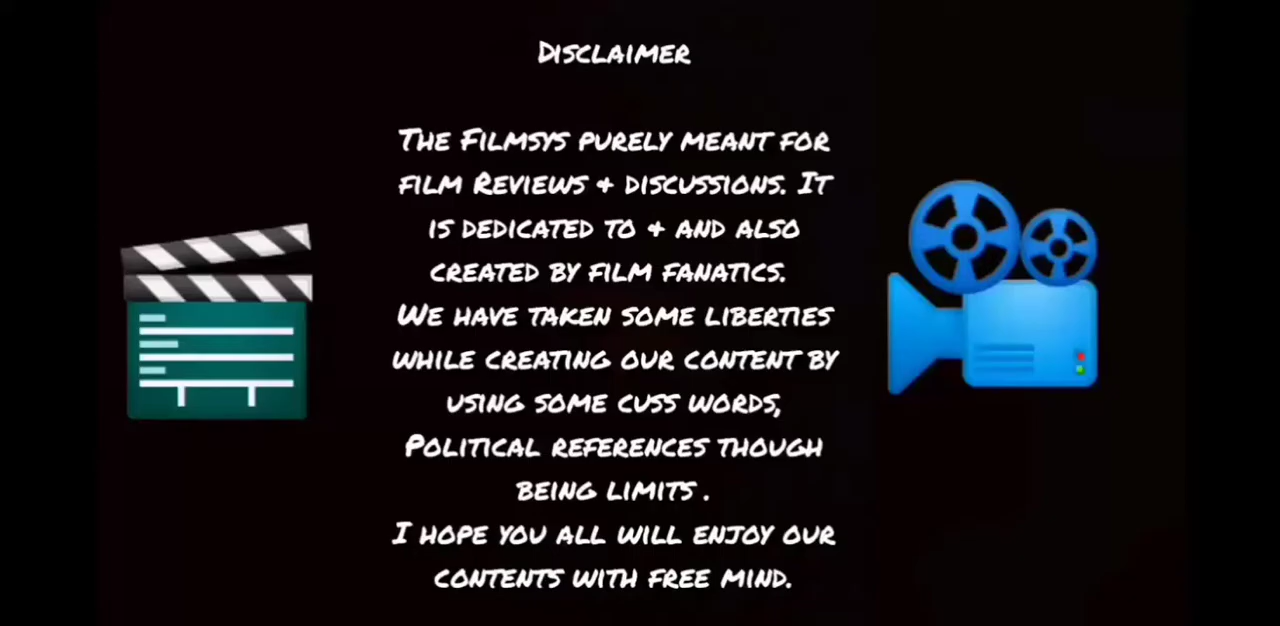 Disclaimer
The Filmsys purely meant for
film Reviews & discussions. It
is dedicated to & and also
created by film fanatics.
We have taken some liberties
while creating our content by
using some cuss words,
Political references though
being limits .
I hope you all will enjoy our
contents with free mind.